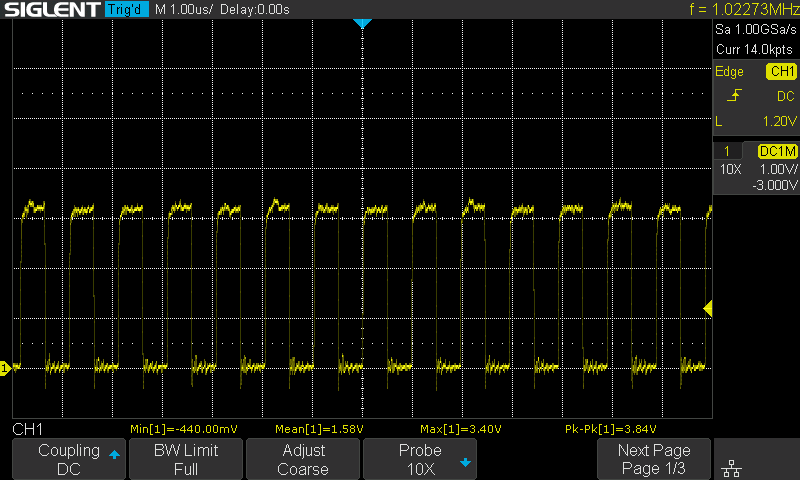 SIGLENT Trig'd M 1.00us/ Delay:0.00s f = 1.02273MHz
Sa 1.00GSa/s
Curr 14.0kpts
Edge CH1
DC
L 1.20V
1 DC1M
10X 1.00V/
-3.000V
1
CH1 Min[1]=-440.00mV Mean[1]=1.58V Max[1]=3.40V Pk-Pk[1]=3.84V
Coupling BW Limit Adjust Probe Next Page
DC Full Coarse 10X Page 1/3